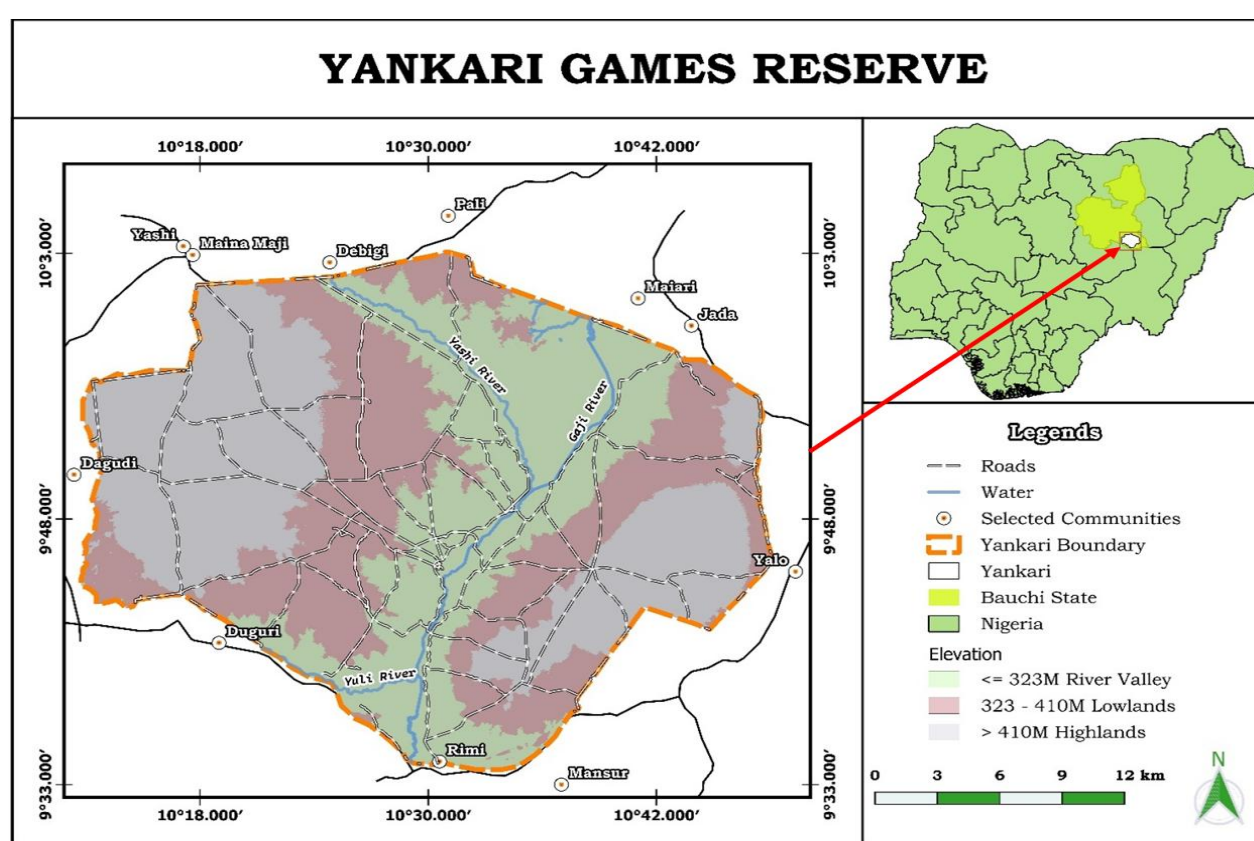 YANKARI GAMES RESERVE
10°18.000′ 10°30.000′ 10°42.000′
Pali
Yashi
Maina Maji
Debigi
10°3.000′ 10°3.000′
Maiari
Jada
Yashi River
Gaji River
Dagudi
9°48.000′ 9°48.000′
Yalo
Duguri
Yuli River
Rimi
Mansur
9°33.000′ 9°33.000′
10°18.000′ 10°30.000′ 10°42.000′
Legends
Roads
Water
Selected Communities
Yankari Boundary
Yankari
Bauchi State
Nigeria
Elevation
<= 323M River Valley
323 - 410M Lowlands
> 410M Highlands
0 3 6 9 12 km
N